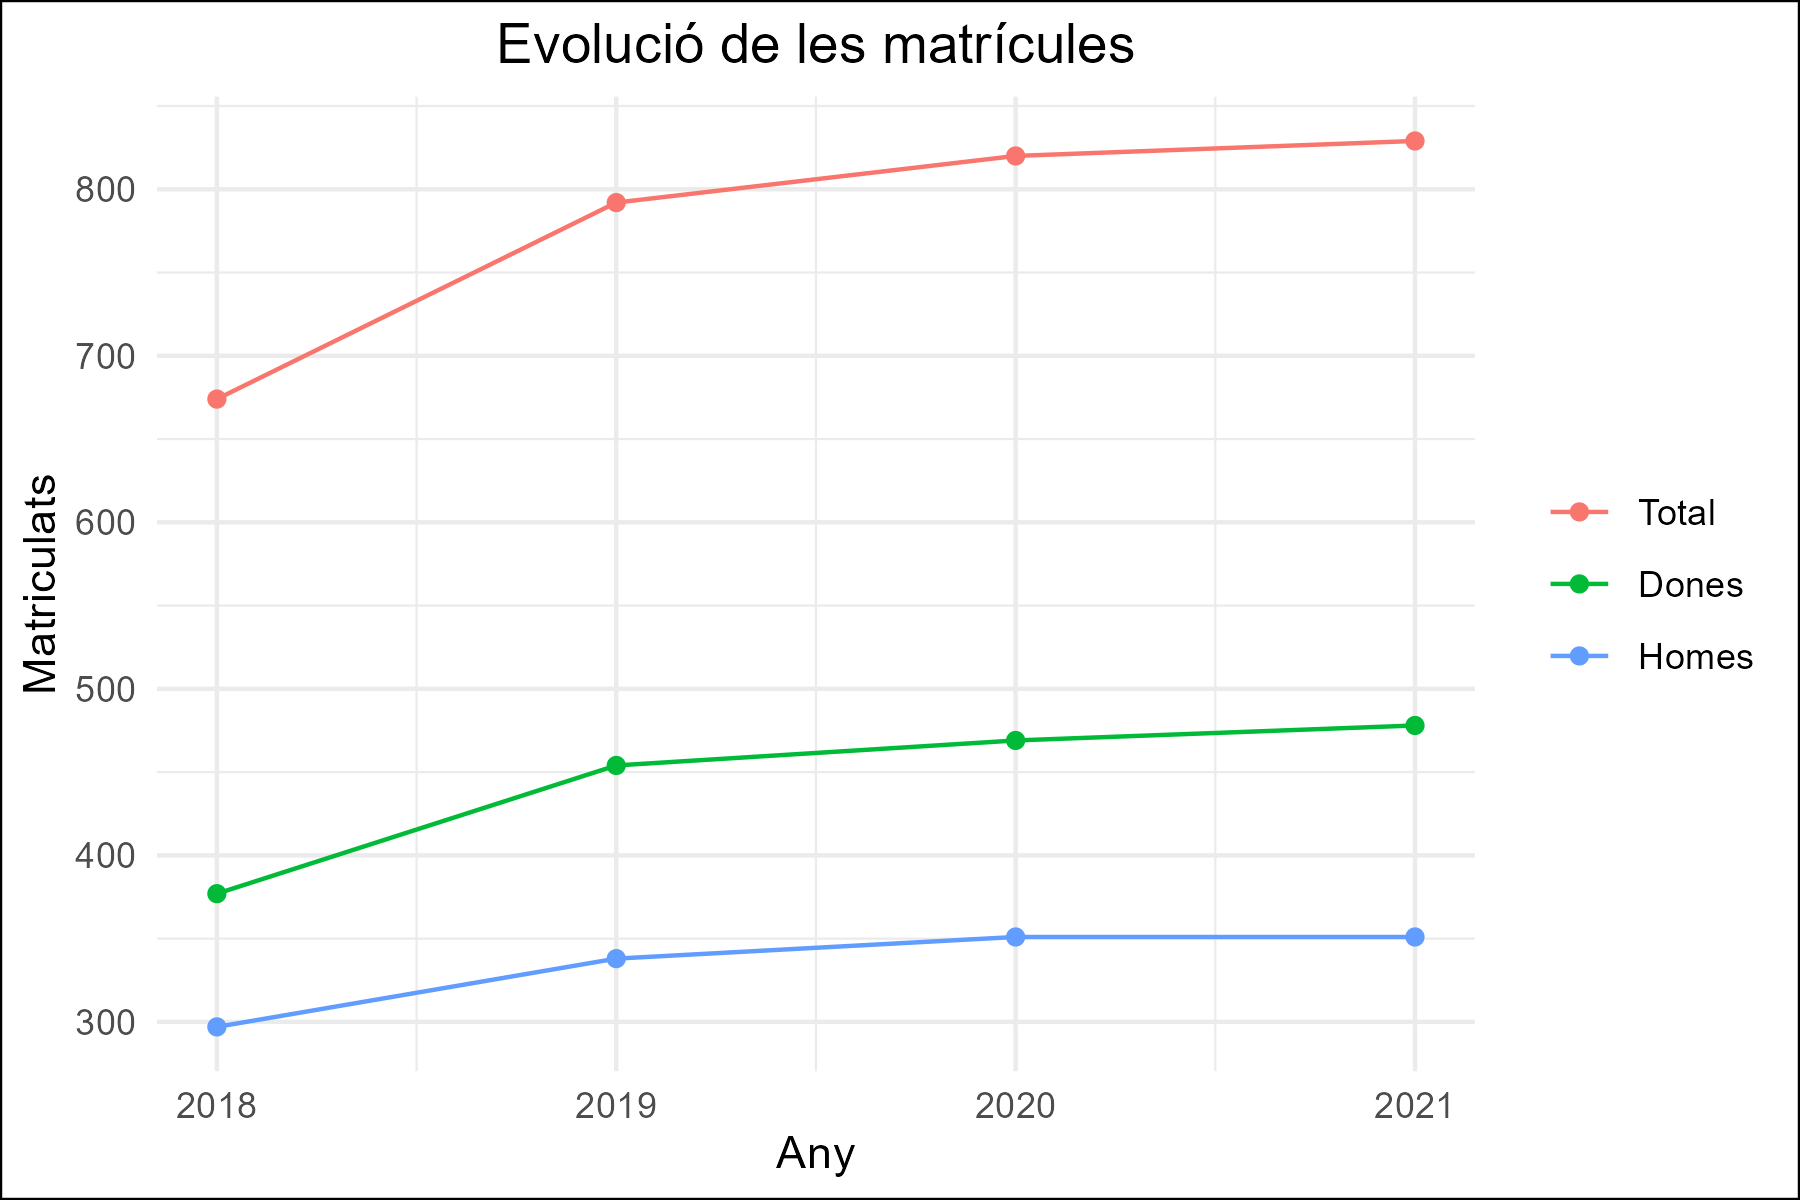 Evolució de les matrícules
800
700
600
500
400
300
Matriculats
2018 2019 2020 2021
Any
Total
Dones
Homes